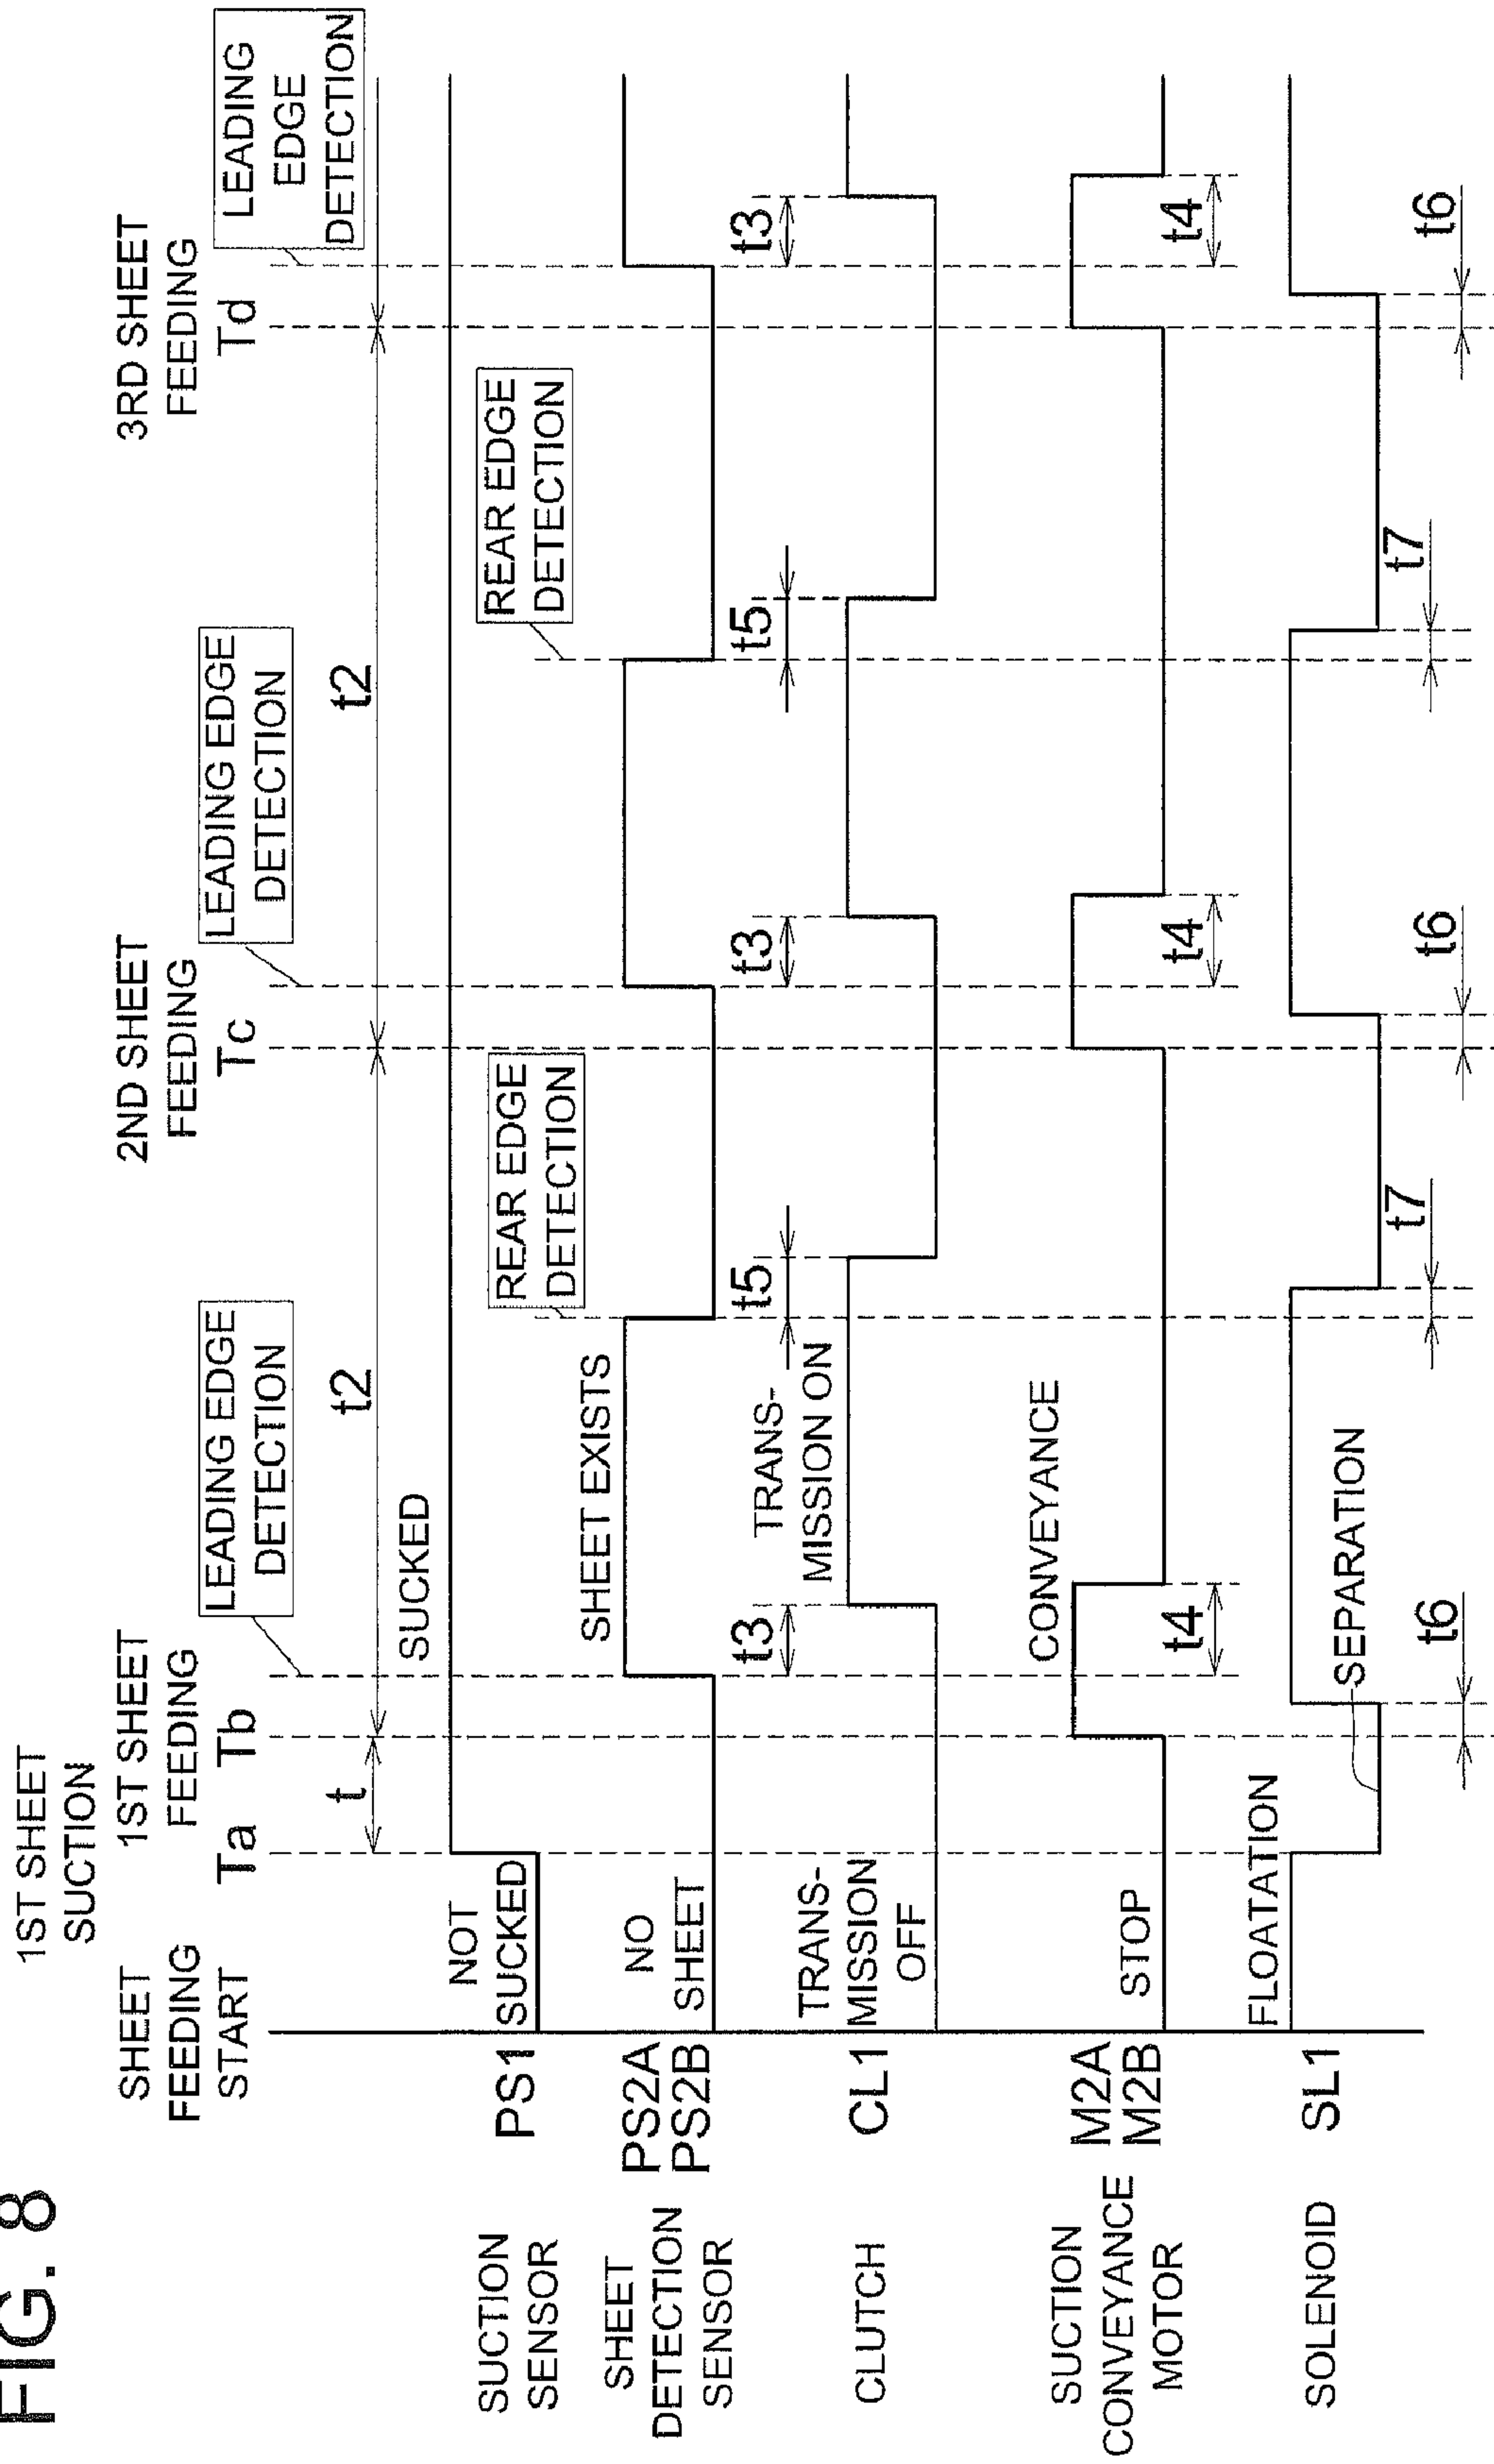 FIG. 8
1ST SHEET
SUCTION
SHEET
FEEDING
START
1ST SHEET
FEEDING
2ND SHEET
FEEDING
3RD SHEET
FEEDING
Ta
Tb
Tc
Td
LEADING EDGE
DETECTION
LEADING EDGE
DETECTION
LEADING
EDGE
DETECTION
t
t2
t2
SUCTION
SENSOR
PS1
NOT
SUCKED
SUCKED
REAR EDGE
DETECTION
REAR EDGE
DETECTION
SHEET
DETECTION
SENSOR
PS2A
PS2B
NO
SHEET
SHEET EXISTS
t3
t5
t3
t5
t3
CLUTCH
CL1
TRANS-
MISSION
OFF
TRANS-
MISSION ON
SUCTION
CONVEYANCE
MOTOR
M2A
M2B
STOP
CONVEYANCE
t4
t4
t4
SOLENOID
SL1
FLOATATION
SEPARATION
t6
t7
t6
t7
t6